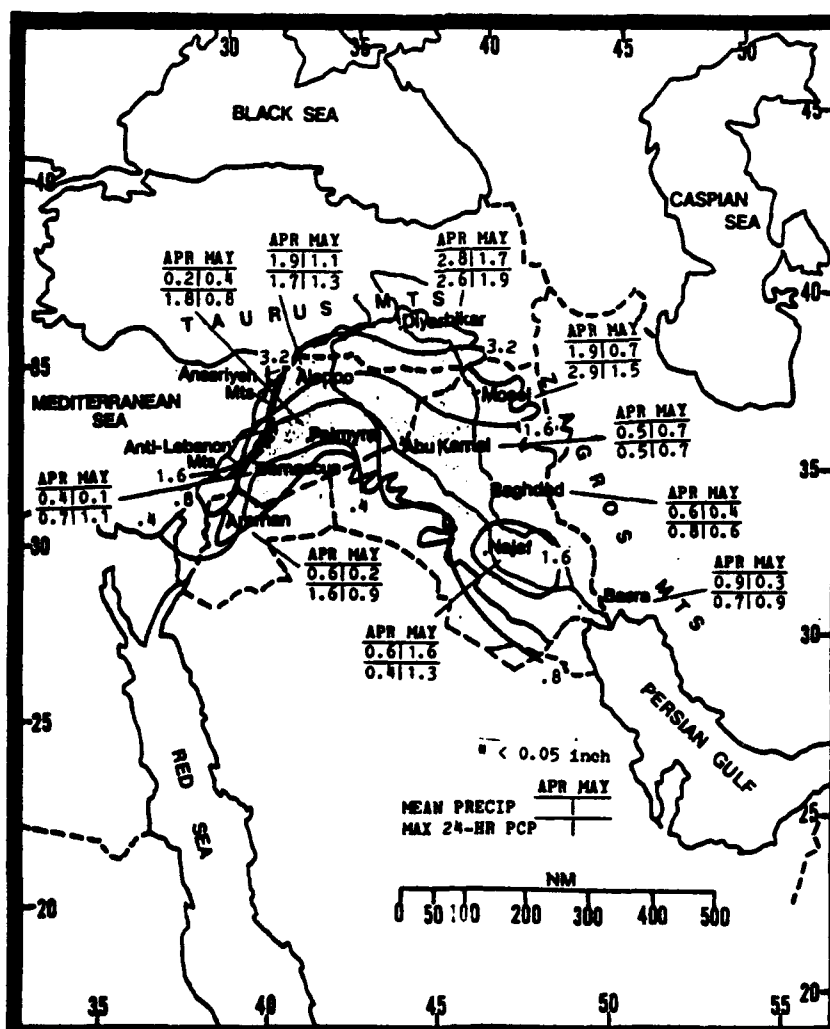 30 35 40 45 50
BLACK SEA
45
40
CASPIAN SEA
APR MAY
0.2|0.4
1.8|0.8
APR MAY
1.9|1.1
1.7|1.3
APR MAY
2.8|1.7
2.6|1.9
40
TAURUS MTS
Diyarbikar
3.2
3.2
APR MAY
1.9|0.7
2.9|1.5
35
Ansariyeh Mts
Aleppo
Mosul
MEDITERRANEAN SEA
ZAGROS MTS
1.6
APR MAY
0.5|0.7
0.5|0.7
Anti-Lebanon Mts
Palmyra
Abu Kamal
35
1.6
Damascus
Baghdad
APR MAY
0.4|0.1
0.7|1.1
.8
.4
.4
APR MAY
0.6|0.4
0.8|0.6
Amman
30
Najaf
1.6
APR MAY
0.6|0.2
1.6|0.9
Basra
APR MAY
0.9|0.3
0.7|0.9
APR MAY
0.6|1.6
0.4|1.3
30
.8
PERSIAN GULF
25
RED SEA
< 0.05 inch
APR MAY
MEAN PRECIP
MAX 24-HR PCP
25
NM
0 50 100 200 300 400 500
20
20
35 40 45 50 55